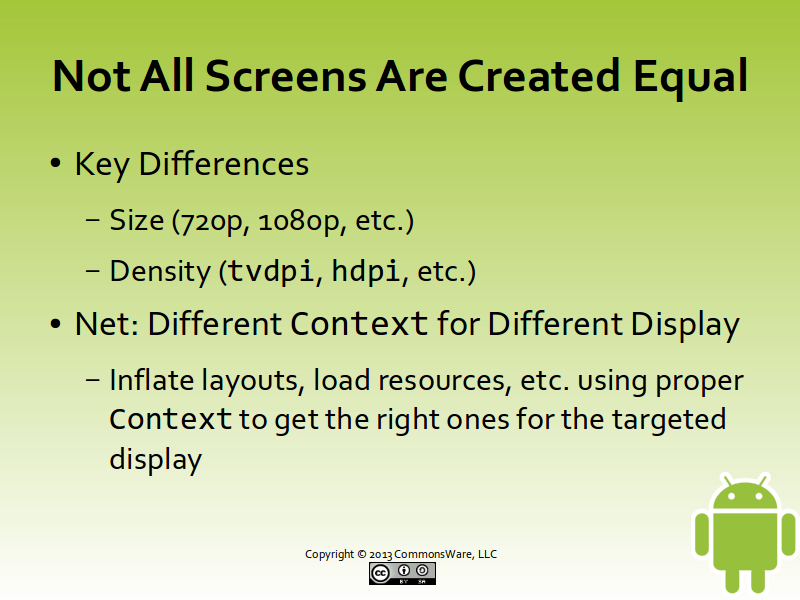 Not All Screens Are Created Equal
• Key Differences
– Size (720p, 1080p, etc.)
– Density (tvdpi, hdpi, etc.)
• Net: Different Context for Different Display
– Inflate layouts, load resources, etc. using proper
Context to get the right ones for the targeted
display
Copyright © 2013 CommonsWare, LLC
cc
BY SA